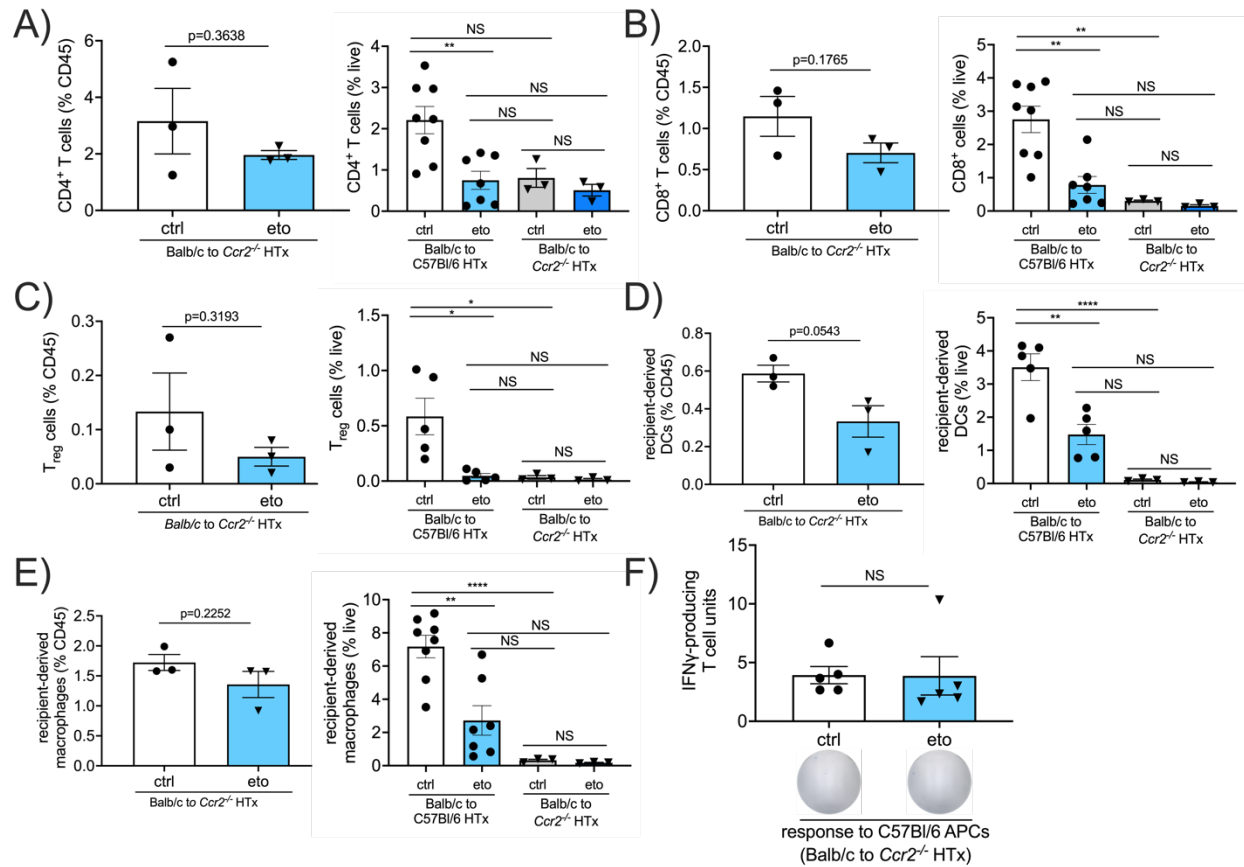 A)
CD4+ T cells (% CD45)
6
4
2
0
p=0.3638
ctrl
eto
Balb/c to Ccr2-/- HTx
CD4+ T cells (% live)
4
3
2
1
0
NS
**
NS
NS
NS
ctrl
eto
ctrl
eto
Balb/c to
C57Bl/6 HTx
Balb/c to
Ccr2-/- HTx
B)
CD8+ T cells (% CD45)
2.0
1.5
1.0
0.5
0.0
p=0.1765
ctrl
eto
Balb/c to Ccr2-/- HTx
CD8+ cells (% live)
5
4
3
2
1
0
**
**
NS
NS
NS
ctrl
eto
ctrl
eto
Balb/c to
C57Bl/6 HTx
Balb/c to
Ccr2-/- HTx
C)
Treg cells (% CD45)
0.3
0.2
0.1
0.0
p=0.3193
ctrl
eto
Balb/c to Ccr2-/- HTx
Treg cells (% live)
1.5
1.0
0.5
0.0
*
*
NS
NS
NS
ctrl
eto
ctrl
eto
Balb/c to
C57Bl/6 HTx
Balb/c to
Ccr2-/- HTx
D)
recipient-derived
DCs (% CD45)
0.8
0.6
0.4
0.2
0.0
p=0.0543
ctrl
eto
Balb/c to Ccr2-/- HTx
recipient-derived
DCs (% live)
5
4
3
2
1
0
****
**
NS
NS
NS
ctrl
eto
ctrl
eto
Balb/c to
C57Bl/6 HTx
Balb/c to
Ccr2-/- HTx
E)
recipient-derived
macrophages (% CD45)
2.5
2.0
1.5
1.0
0.5
0.0
p=0.2252
ctrl
eto
Balb/c to Ccr2-/- HTx
recipient-derived
macrophages (% live)
10
8
6
4
2
0
****
**
NS
NS
NS
ctrl
eto
ctrl
eto
Balb/c to
C57Bl/6 HTx
Balb/c to
Ccr2-/- HTx
F)
IFNγ-producing
T cell units
15
10
5
0
NS
ctrl
eto
response to C57Bl/6 APCs
(Balb/c to Ccr2-/- HTx)